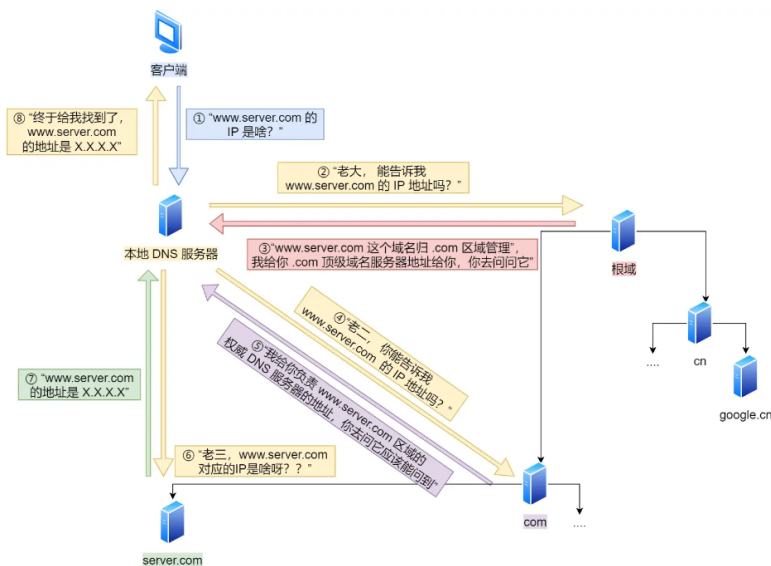 客户端
⑧ “终于给我找到了，
www.server.com
的地址是 X.X.X.X”
① “www.server.com 的
IP 是啥？”
② “老大， 能告诉我
www.server.com 的 IP 地址吗？”
本地 DNS 服务器
③“www.server.com 这个域名归 .com 区域管理”，
我给你 .com 顶级域名服务器地址给你，你去问问它”
根域
④“老二， 你能告诉我
www.server.com 的 IP 地址吗？”
⑤“我给你负责 www.server.com 区域的
权威 DNS 服务器的地址，你去问它应该能问到”
....
cn
google.cn
⑦ “www.server.com
的地址是 X.X.X.X”
⑥ “老三，www.server.com
对应的IP是啥呀？？”
com
....
server.com